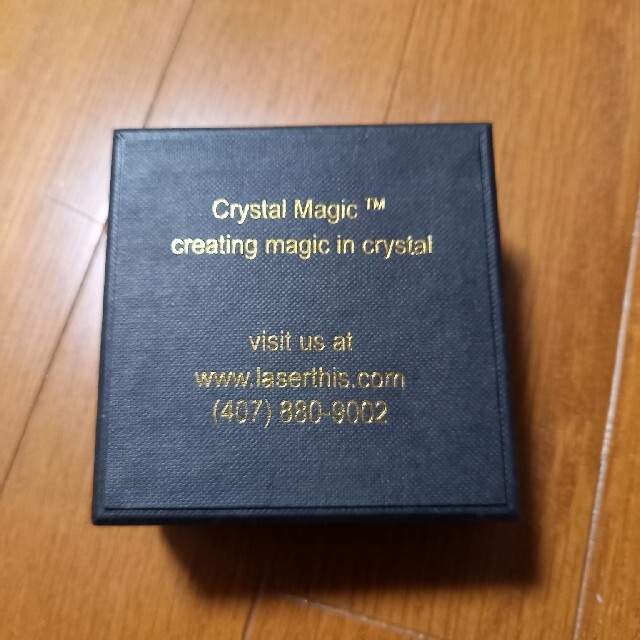 Crystal Magic ™
creating magic in crystal
visit us at
www.laserthis.com
(407) 880-9002